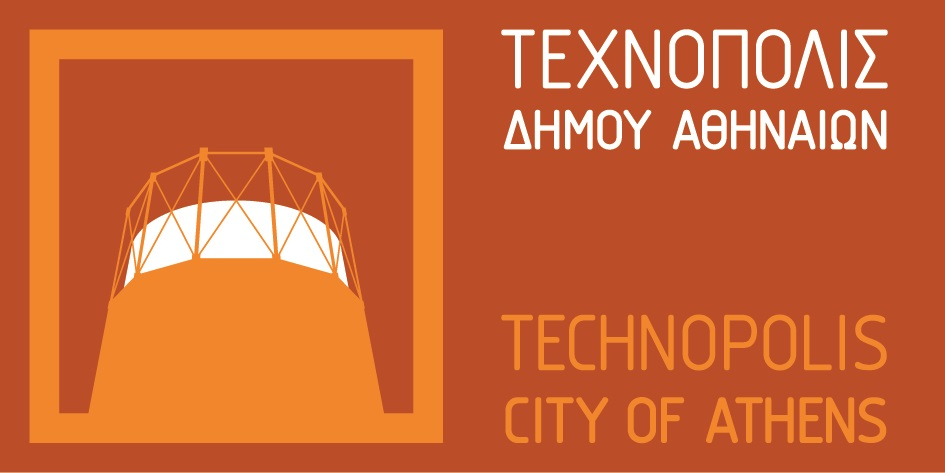 ΤΕΧΝΟΠΟΛΙΣ
ΔΗΜΟΥ ΑΘΗΝΑΙΩΝ
TECHNOPOLIS
CITY OF ATHENS